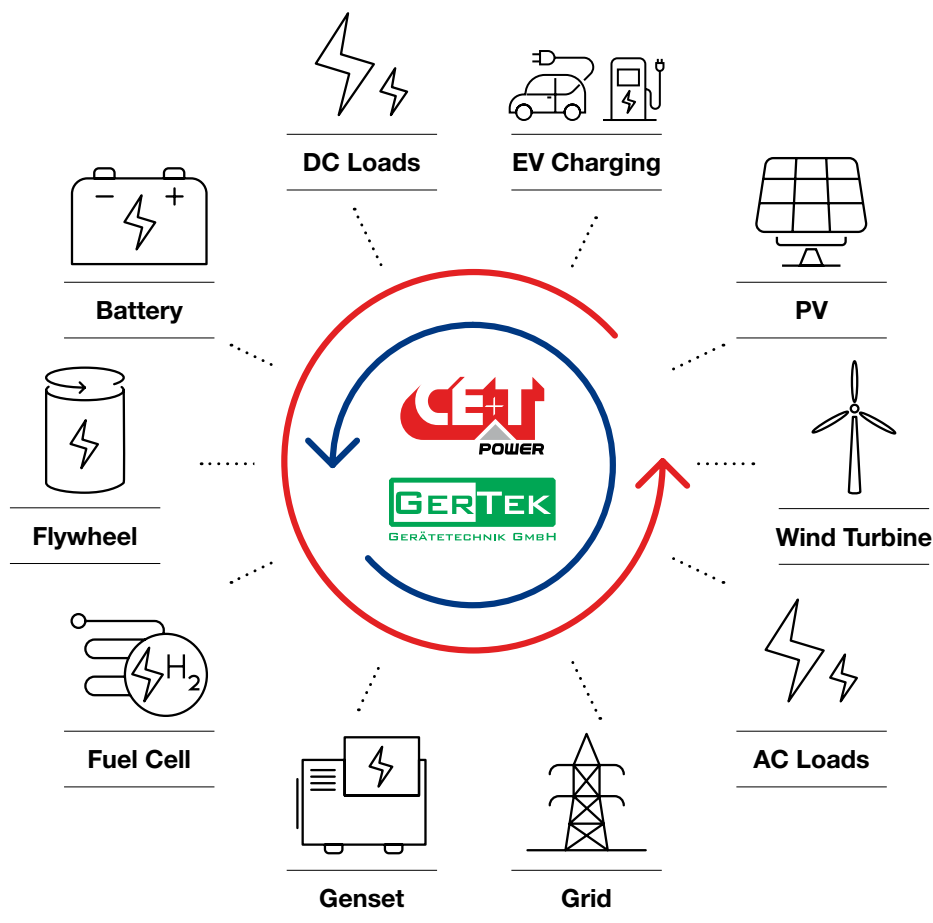 DC Loads
EV Charging
− +
Battery
PV
CE+T
POWER
GERTEK
GERÄTETECHNIK GMBH
Flywheel
Wind Turbine
H2
Fuel Cell
AC Loads
Genset
Grid